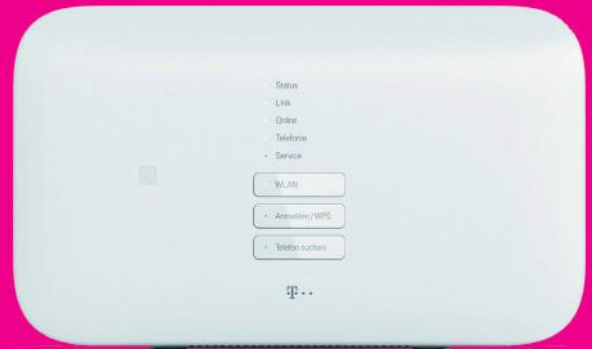 Status
Link
Online
Telefonie
Service
WLAN
Anmelden/WPS
Telefon suchen
T··